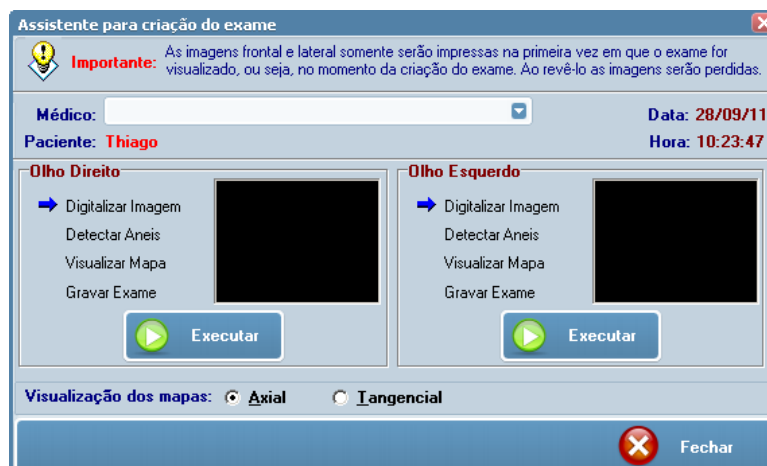 Assistente para criação do exame
Importante: As imagens frontal e lateral somente serão impressas na primeira vez em que o exame for
visualizado, ou seja, no momento da criação do exame. Ao revê-lo as imagens serão perdidas.
Médico:
Data: 28/09/11
Paciente: Thiago
Hora: 10:23:47
Olho Direito
Digitalizar Imagem
Detectar Aneis
Visualizar Mapa
Gravar Exame
Executar
Olho Esquerdo
Digitalizar Imagem
Detectar Aneis
Visualizar Mapa
Gravar Exame
Executar
Visualização dos mapas: Axial Tangencial
Fechar